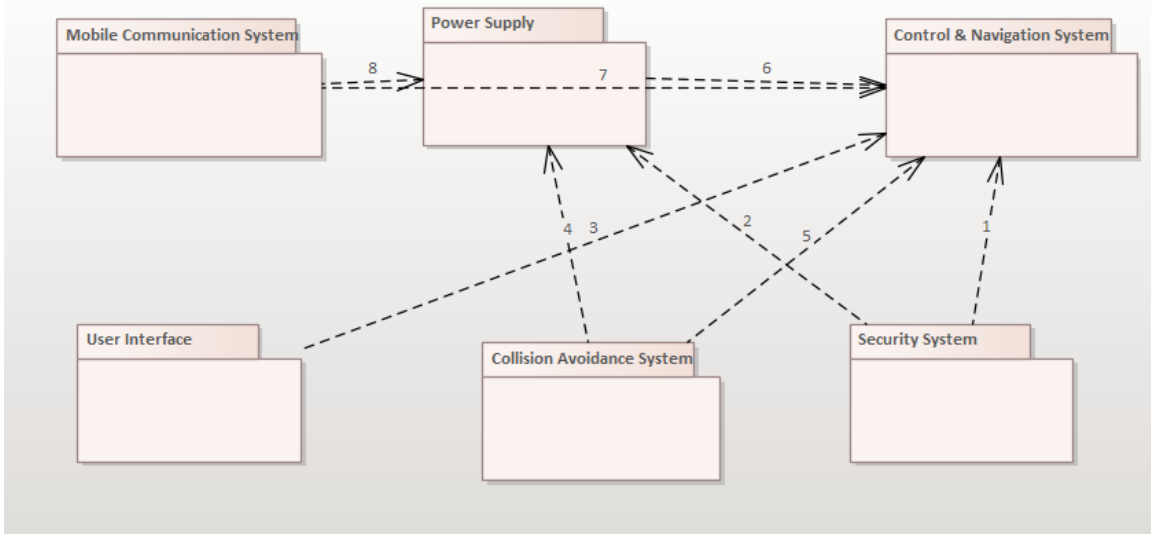 Mobile Communication System
Power Supply
Control & Navigation System
8
7
6
4
3
2
5
1
User Interface
Collision Avoidance System
Security System